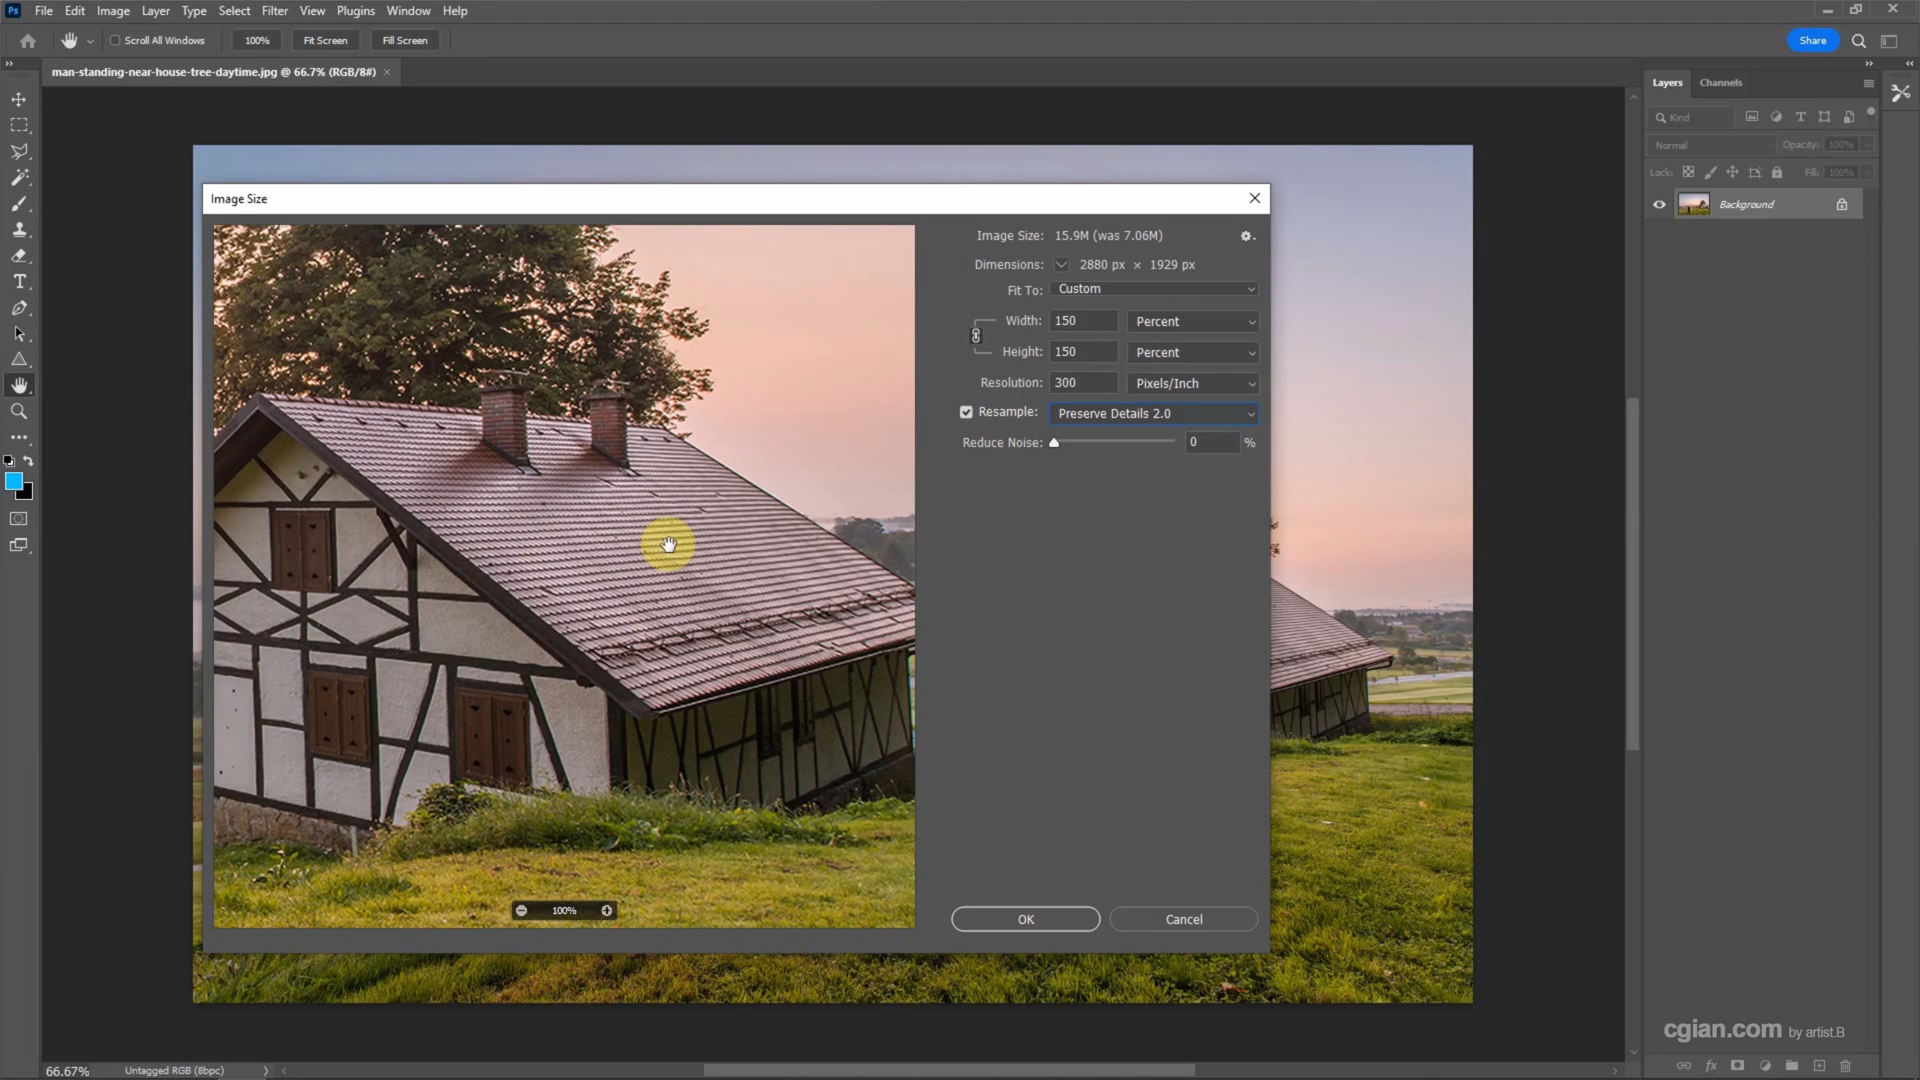 Ps File Edit Image Layer Type Select Filter View Plugins Window Help
Scroll All Windows 100% Fit Screen Fill Screen Share
man-standing-near-house-tree-daytime.jpg @ 66.7% (RGB/8#) ×
Layers Channels
Kind
Normal Opacity: 100%
Lock: Fill: 100%
Background
Image Size
Image Size: 15.9M (was 7.06M)
Dimensions: 2880 px × 1929 px
Fit To: Custom
Width: 150 Percent
Height: 150 Percent
Resolution: 300 Pixels/Inch
Resample: Preserve Details 2.0
Reduce Noise: 0 %
100%
OK Cancel
cgian.com by artist.B
66.67% Untagged RGB (8bpc)
fx